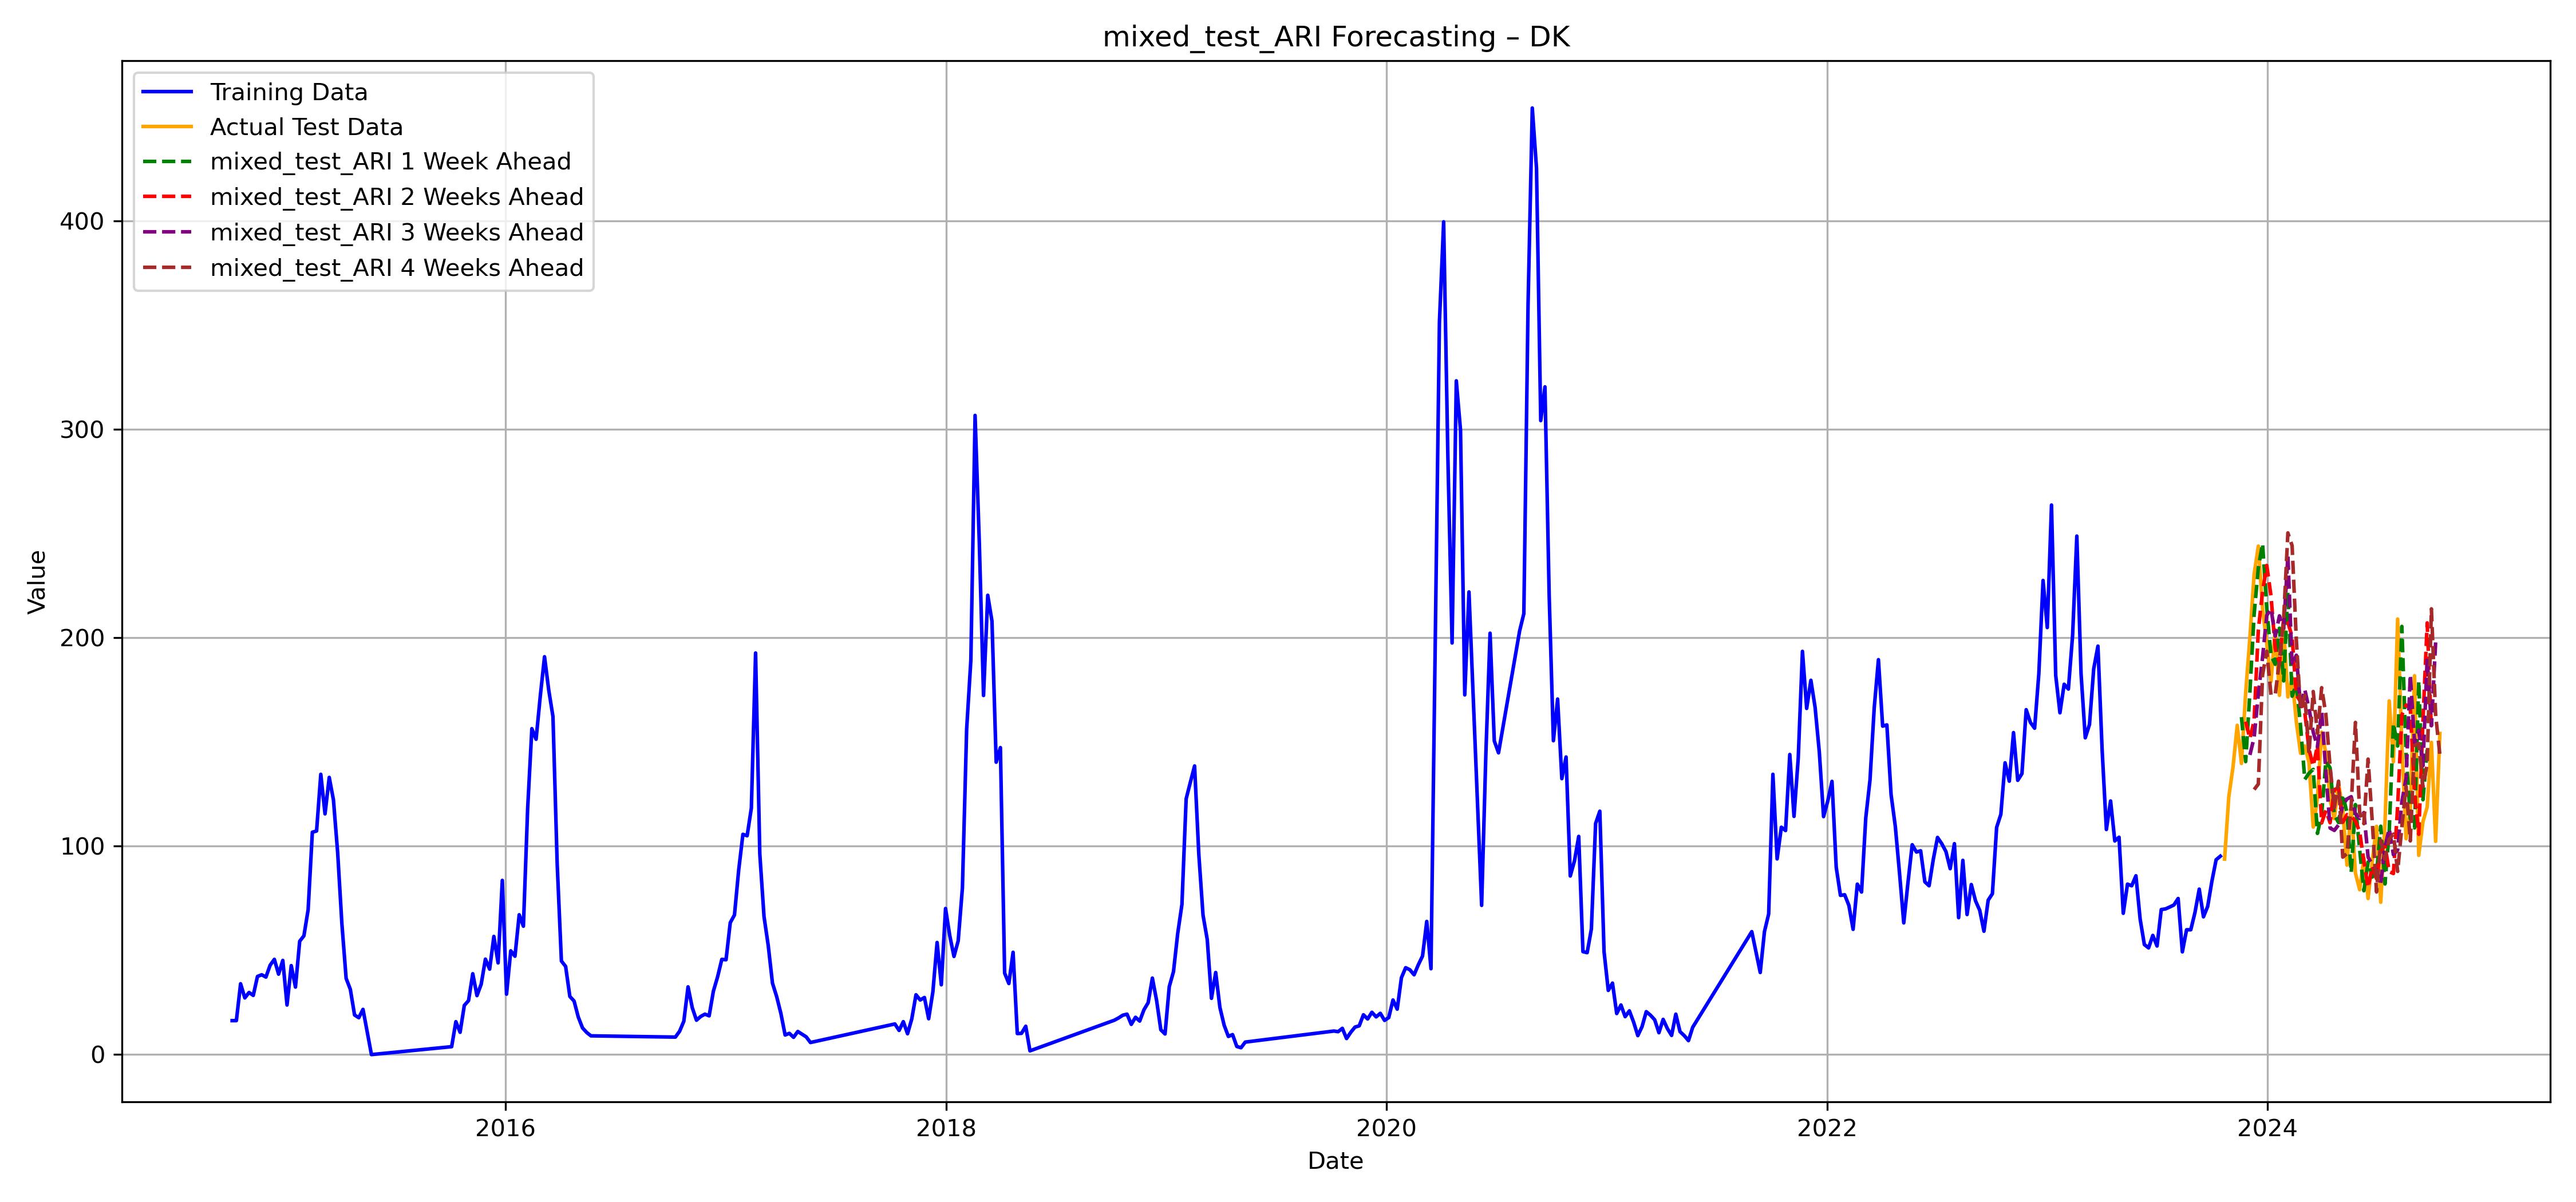 mixed_test_ARI Forecasting – DK
Training Data
Actual Test Data
mixed_test_ARI 1 Week Ahead
mixed_test_ARI 2 Weeks Ahead
mixed_test_ARI 3 Weeks Ahead
mixed_test_ARI 4 Weeks Ahead
Value
400
300
200
100
0
2016
2018
2020
2022
2024
Date